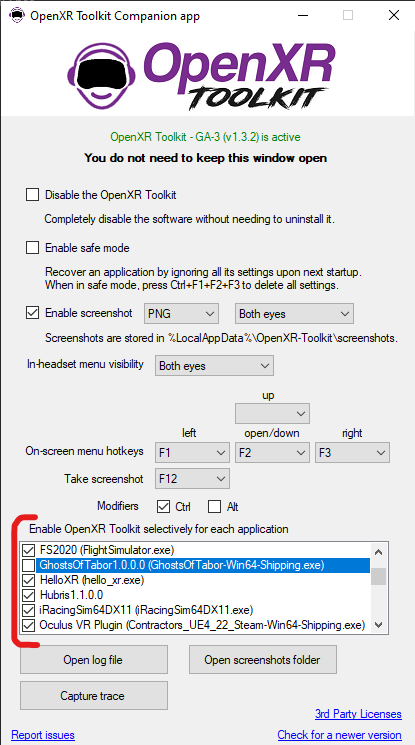 OpenXR Toolkit Companion app
OpenXR
TOOLKIT
OpenXR Toolkit - GA-3 (v1.3.2) is active
You do not need to keep this window open
Disable the OpenXR Toolkit
Completely disable the software without needing to uninstall it.
Enable safe mode
Recover an application by ignoring all its settings upon next startup.
When in safe mode, press Ctrl+F1+F2+F3 to delete all settings.
Enable screenshot PNG Both eyes
Screenshots are stored in %LocalAppData%\OpenXR-Toolkit\screenshots.
In-headset menu visibility Both eyes
up
left open/down right
On-screen menu hotkeys F1 F2 F3
Take screenshot F12
Modifiers Ctrl Alt
Enable OpenXR Toolkit selectively for each application
FS2020 (FlightSimulator.exe)
GhostsOfTabor1.0.0.0 (GhostsOfTabor-Win64-Shipping.exe)
HelloXR (hello_xr.exe)
Hubris1.1.0.0
iRacingSim64DX11 (iRacingSim64DX11.exe)
Oculus VR Plugin (Contractors_UE4_22_Steam-Win64-Shipping.exe)
Open log file Open screenshots folder
Capture trace
3rd Party Licenses
Report issues Check for a newer version